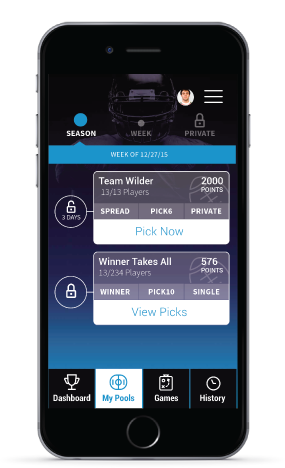 SEASON
WEEK
PRIVATE
WEEK OF 12/27/15
Team Wilder
2000
13/13 Players
POINTS
3 DAYS
SPREAD
PICK6
PRIVATE
Pick Now
Winner Takes All
576
13/234 Players
POINTS
WINNER
PICK10
SINGLE
View Picks
Dashboard
My Pools
Games
History